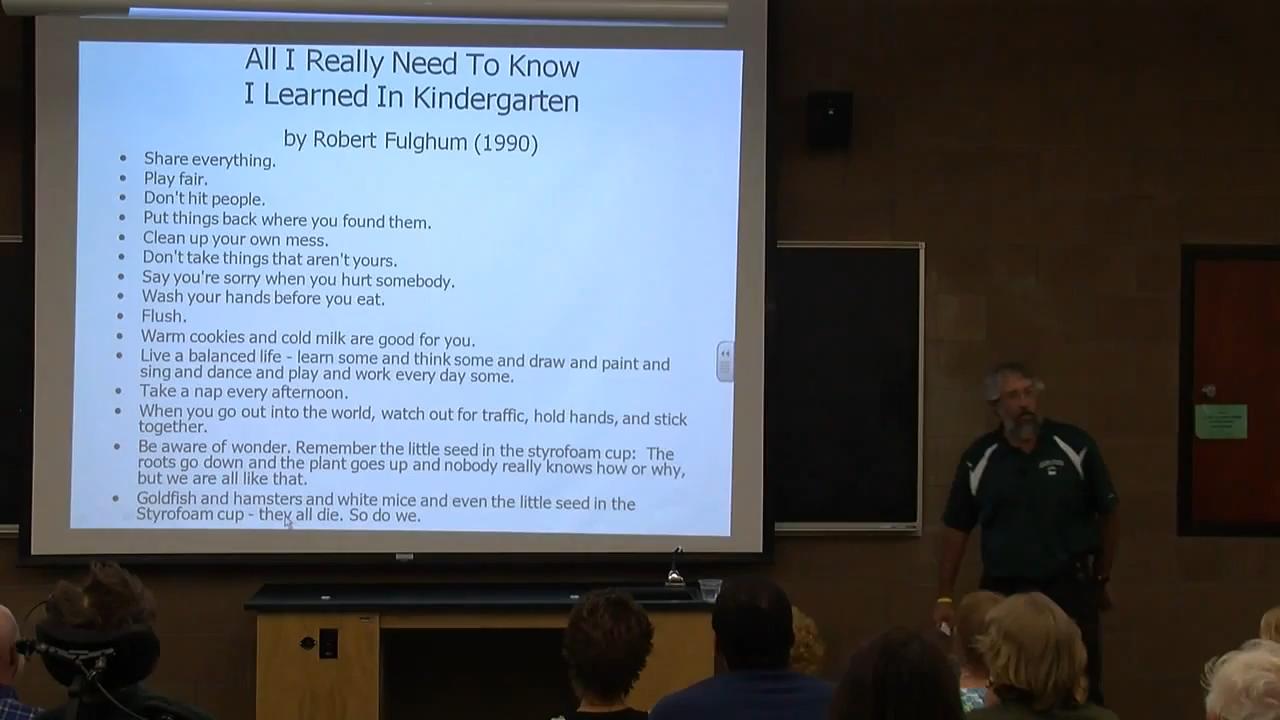 All I Really Need To Know
I Learned In Kindergarten
by Robert Fulghum (1990)
• Share everything.
• Play fair.
• Don't hit people.
• Put things back where you found them.
• Clean up your own mess.
• Don't take things that aren't yours.
• Say you're sorry when you hurt somebody.
• Wash your hands before you eat.
• Flush.
• Warm cookies and cold milk are good for you.
• Live a balanced life - learn some and think some and draw and paint and
sing and dance and play and work every day some.
• Take a nap every afternoon.
• When you go out into the world, watch out for traffic, hold hands, and stick
together.
• Be aware of wonder. Remember the little seed in the styrofoam cup: The
roots go down and the plant goes up and nobody really knows how or why,
but we are all like that.
• Goldfish and hamsters and white mice and even the little seed in the
Styrofoam cup - they all die. So do we.